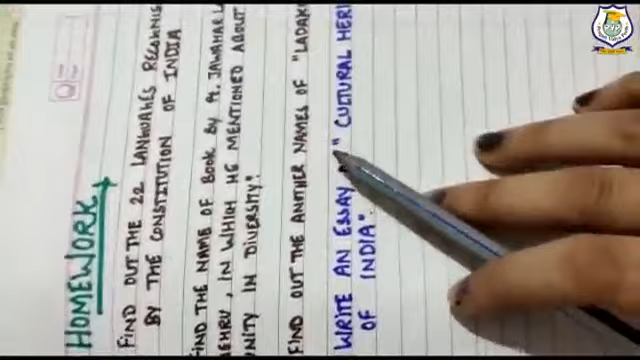 HOMEWORK
FIND OUT THE 22 LANGUAGES RECOGNIS
BY THE CONSTITUTION OF INDIA
FIND THE NAME OF BOOK BY Pt. JAWAHAR L
NEHRU, IN WHICH HE MENTIONED ABOUT
UNITY IN DIVERSITY".
FIND OUT THE ANOTHER NAMES OF "LADAK
WRITE AN ESSAY " CULTURAL HERI
OF INDIA".